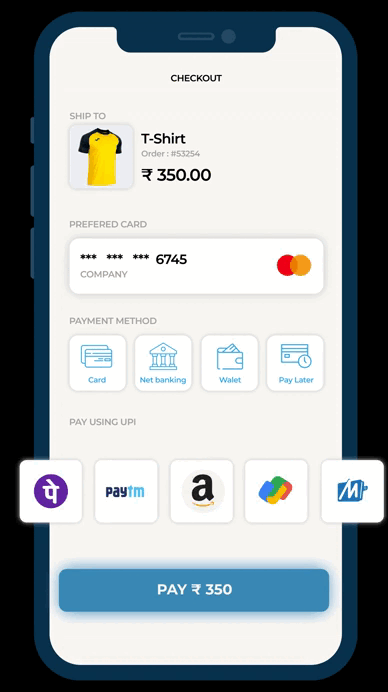 CHECKOUT
SHIP TO
T-Shirt
Order : #53254
₹ 350.00
PREFERED CARD
*** *** *** 6745
COMPANY
PAYMENT METHOD
Card Net banking Walet Pay Later
PAY USING UPI
पे paytm a M
PAY ₹ 350